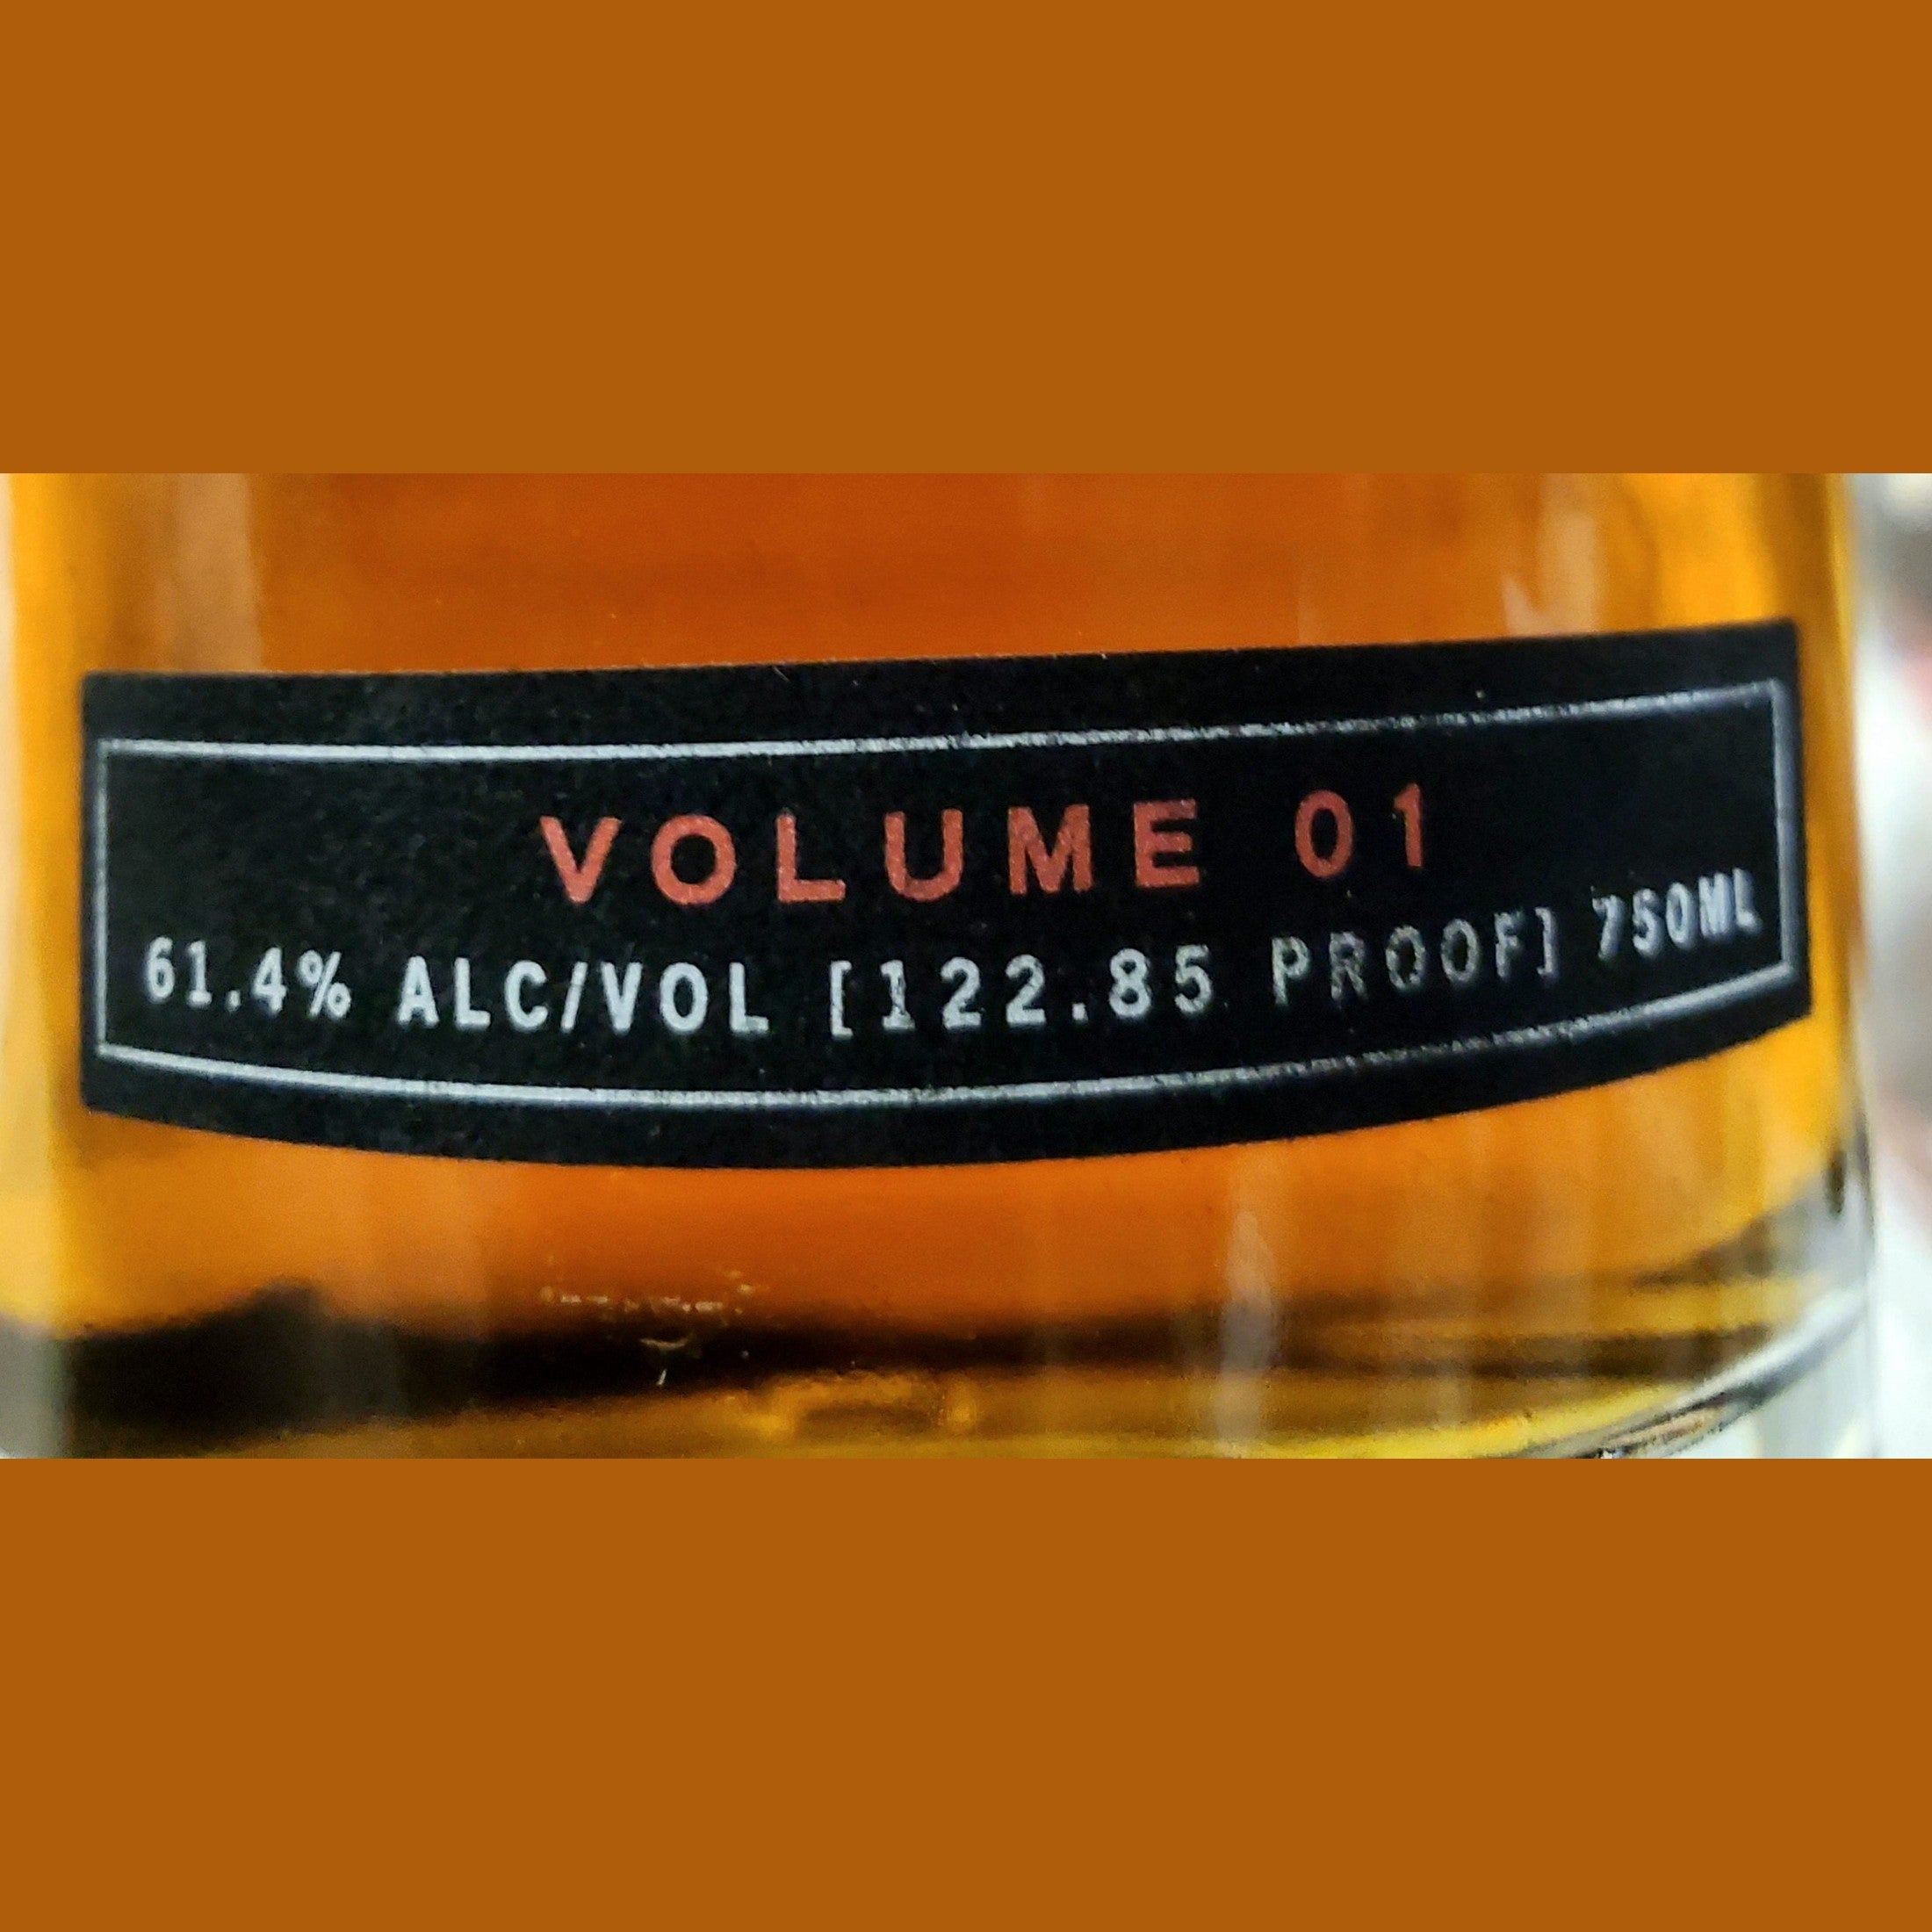 VOLUME 01
61.4% ALC/VOL [122.85 PROOF] 750ML